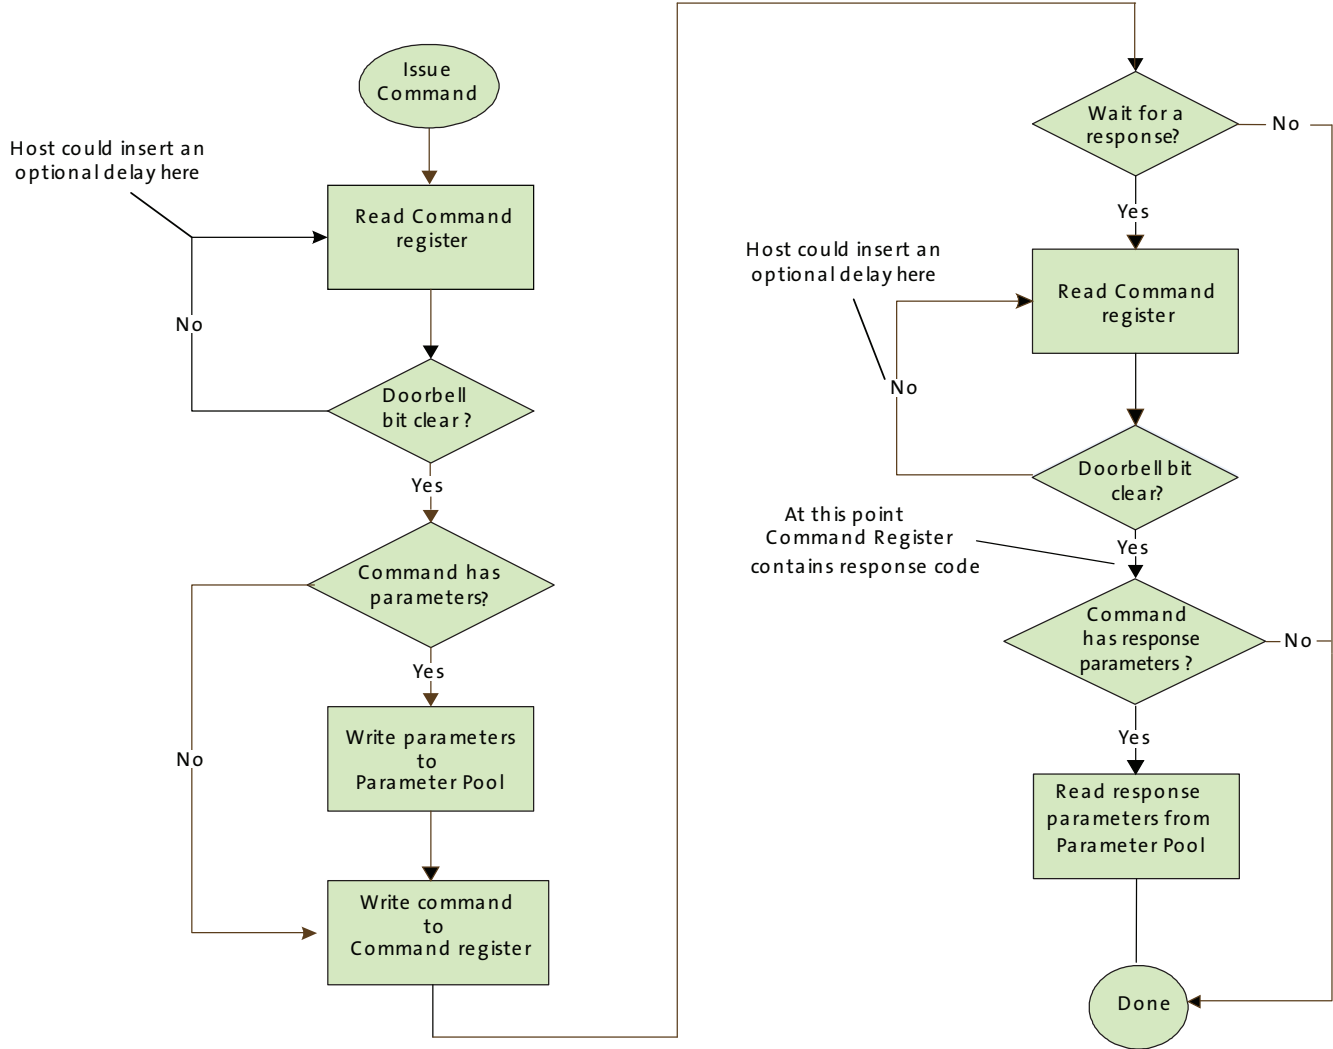 Issue
Command
Host could insert an
optional delay here
Read Command
register
No
Doorbell
bit clear ?
Yes
Command has
parameters?
Yes
No
Write parameters
to
Parameter Pool
Write command
to
Command register
Wait for a
response?
No
Yes
Host could insert an
optional delay here
Read Command
register
No
Doorbell bit
clear?
At this point
Command Register
contains response code
Yes
Command
has response
parameters ?
No
Yes
Read response
parameters from
Parameter Pool
Done